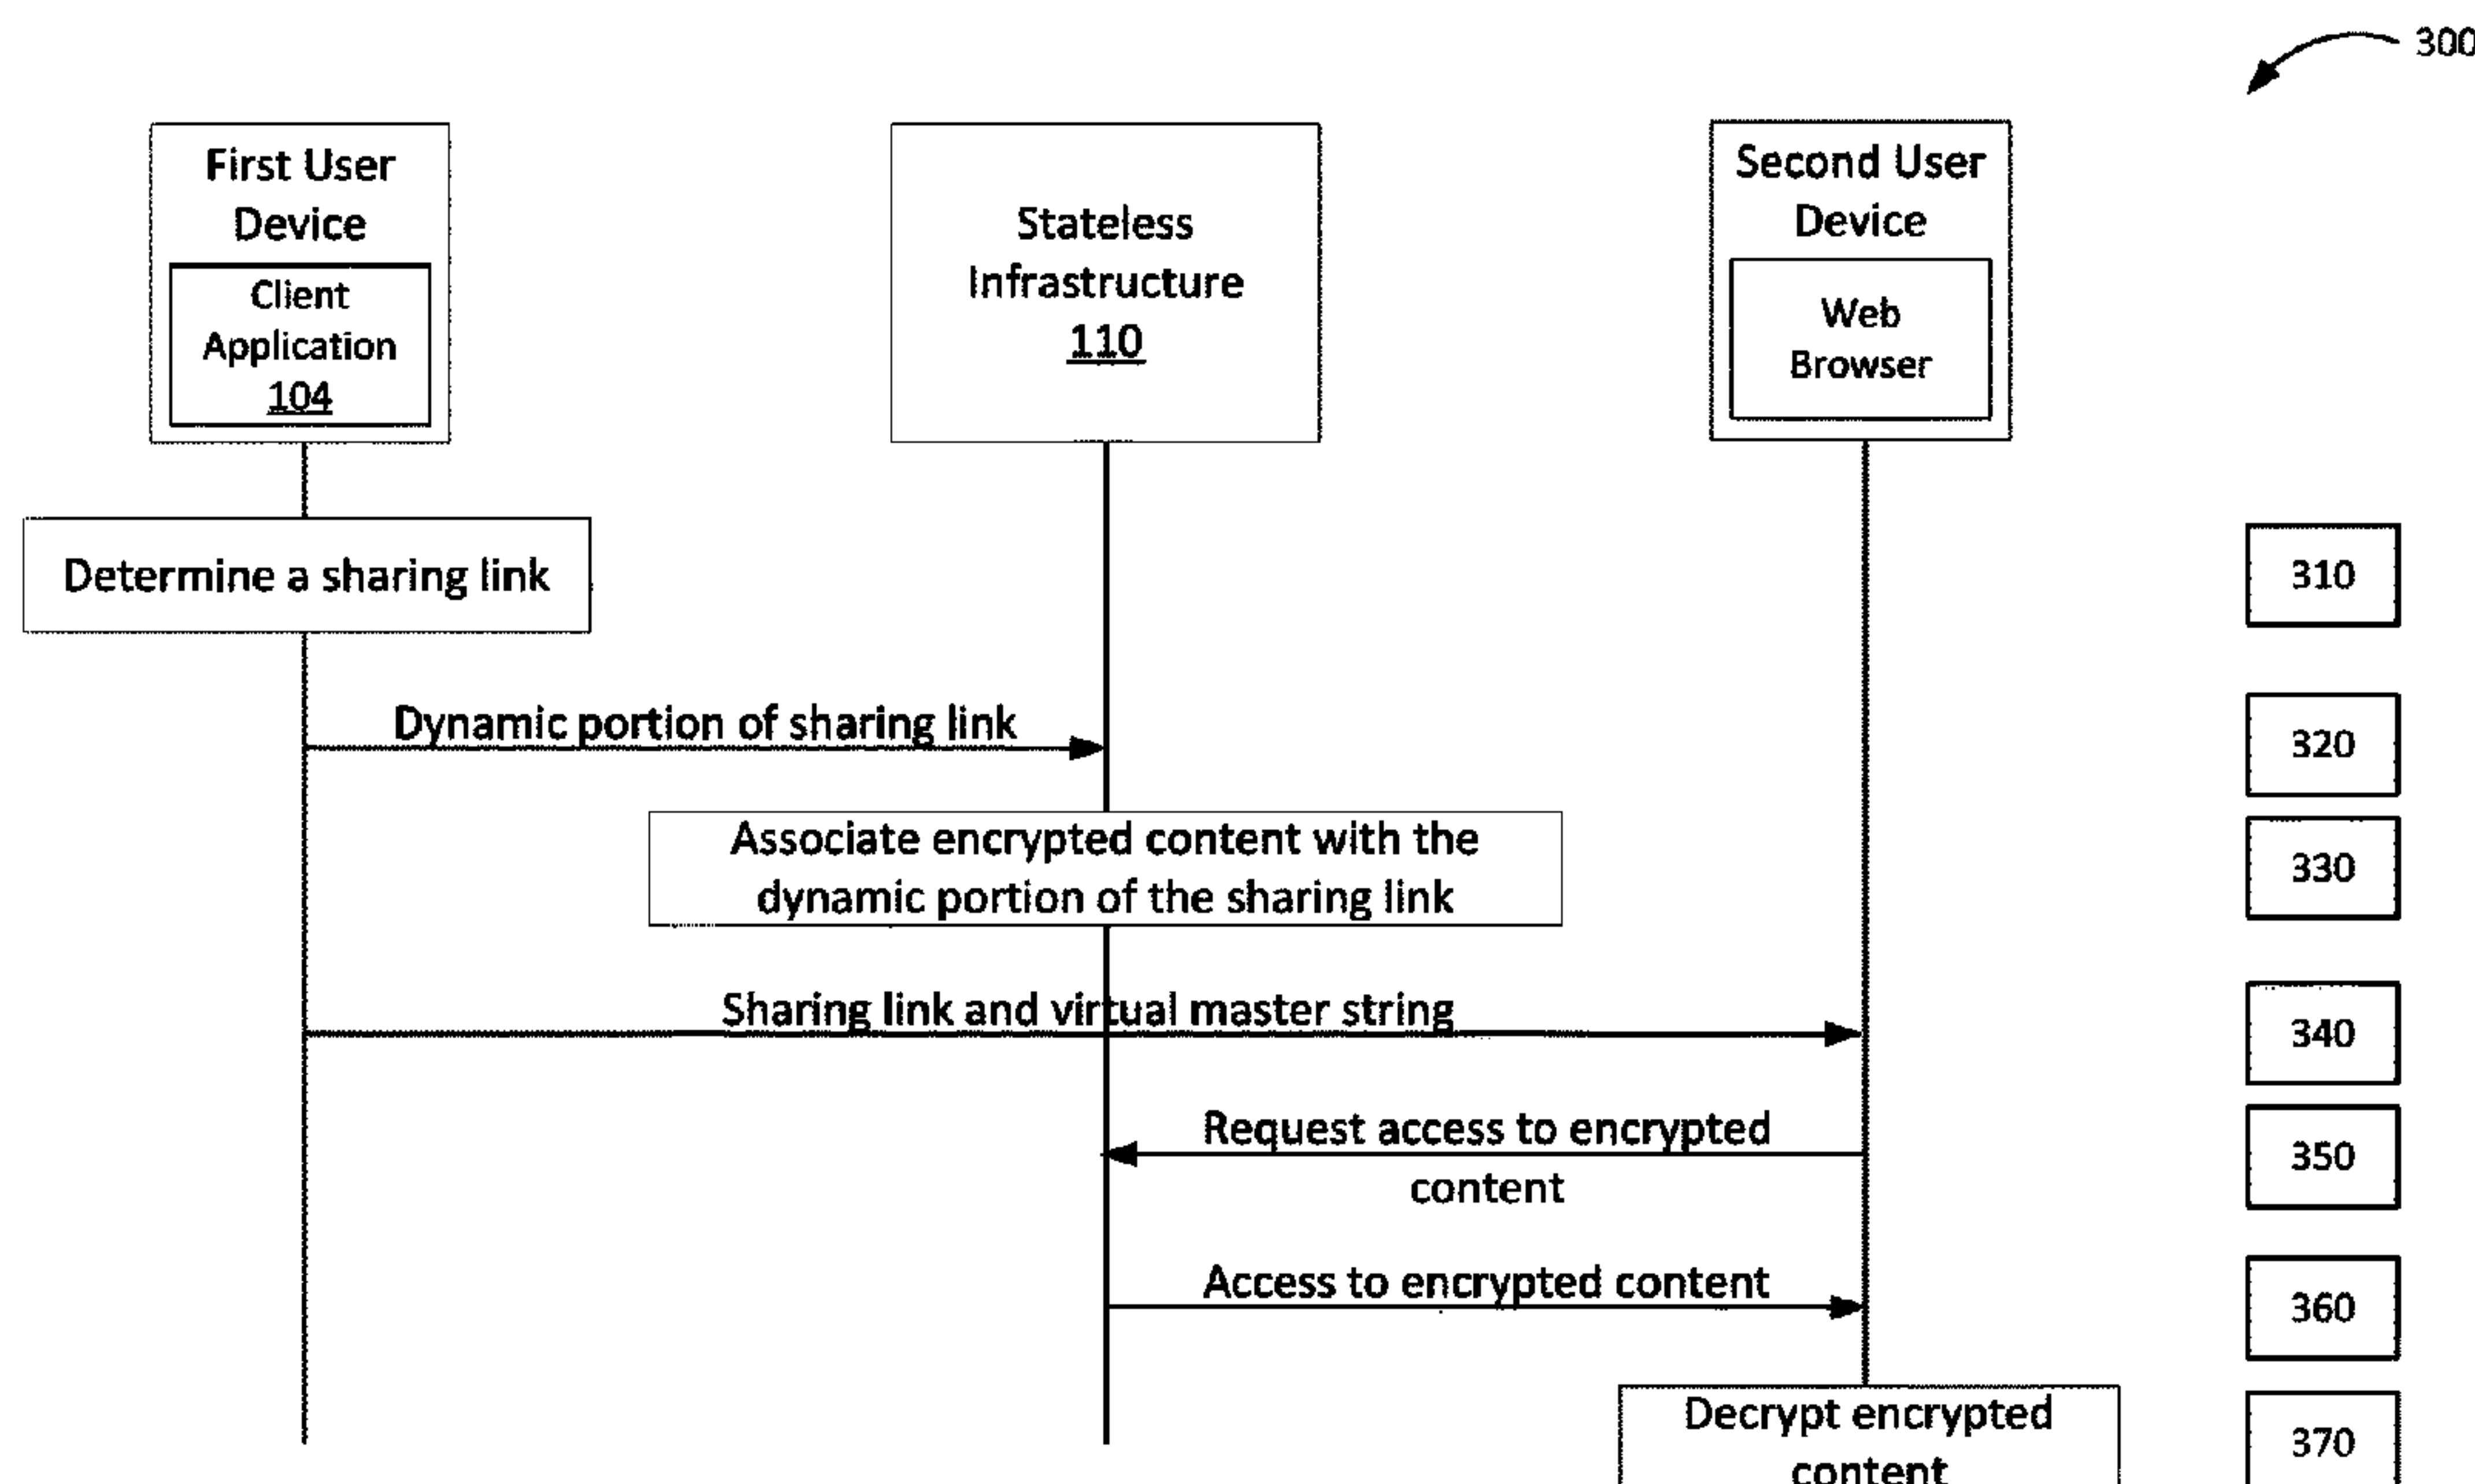 300
First User
Device
Client
Application
104
Stateless
Infrastructure
110
Second User
Device
Web
Browser
Determine a sharing link
310
Dynamic portion of sharing link
320
Associate encrypted content with the
dynamic portion of the sharing link
330
Sharing link and virtual master string
340
Request access to encrypted
content
350
Access to encrypted content
360
Decrypt encrypted
content
370